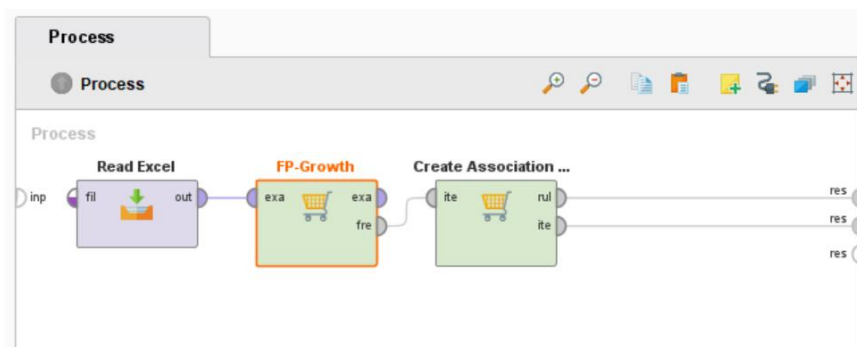 Process
Process
Process
Read Excel
FP-Growth
Create Association ...
inp
fil
out
exa
exa
fre
ite
rul
ite
res
res
res